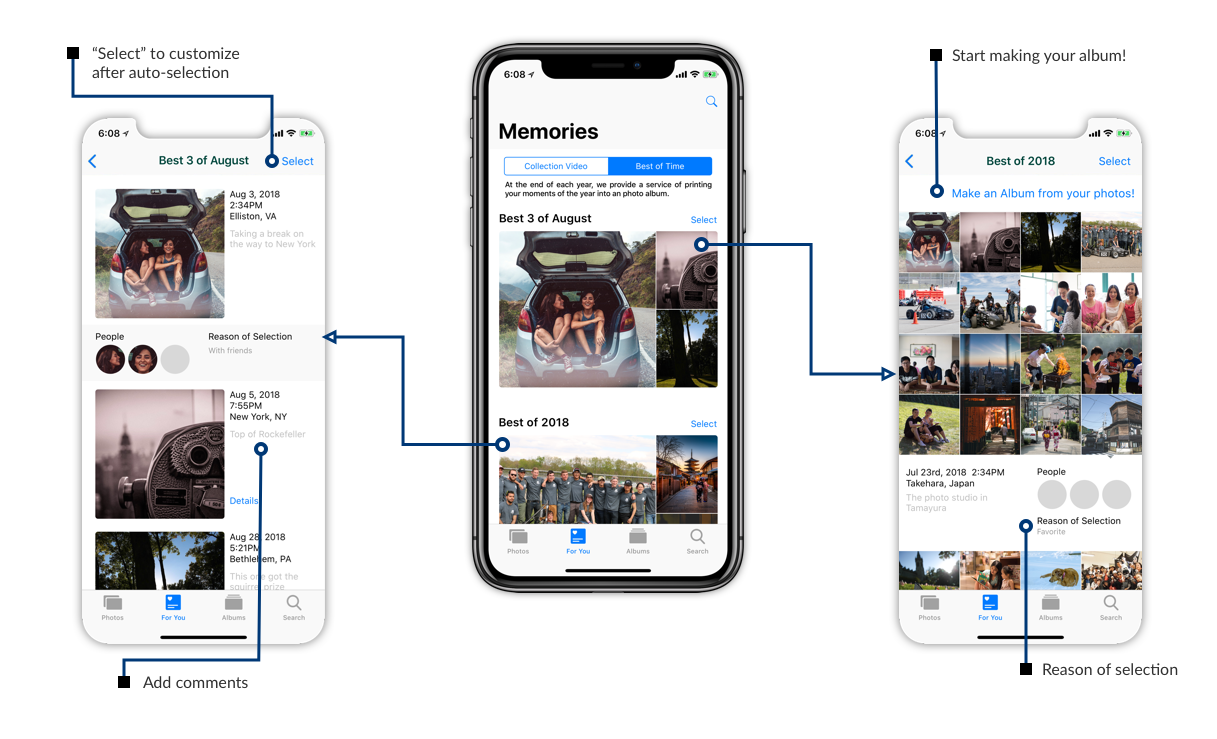 “Select” to customize
after auto-selection
6:08
Best 3 of August
Select
Aug 3, 2018
2:34PM
Elliston, VA
Taking a break on
the way to New York
People
Reason of Selection
With friends
Aug 5, 2018
7:55PM
New York, NY
Top of Rockefeller
Details
Aug 28, 2018
5:21PM
Bethlehem, PA
This one got the
squirrel prize
Photos
For You
Albums
Search
Add comments
6:08
Memories
Collection Video
Best of Time
At the end of each year, we provide a service of printing
your moments of the year into an photo album.
Best 3 of August
Select
Best of 2018
Select
Photos
For You
Albums
Search
Start making your album!
6:08
Best of 2018
Select
Make an Album from your photos!
Jul 23rd, 2018 2:34PM
Takehara, Japan
The photo studio in
Tamayura
People
Reason of Selection
Favorite
Photos
For You
Albums
Search
Reason of selection